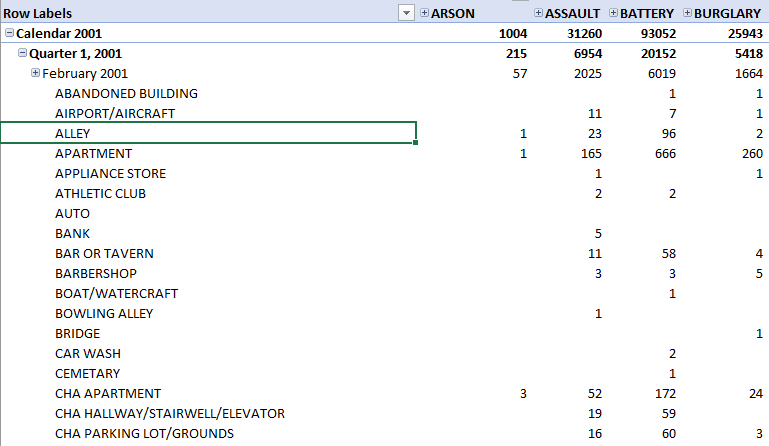 Row Labels ARSON ASSAULT BATTERY BURGLARY
Calendar 2001 1004 31260 93052 25943
Quarter 1, 2001 215 6954 20152 5418
February 2001 57 2025 6019 1664
ABANDONED BUILDING 1 1
AIRPORT/AIRCRAFT 11 7 1
ALLEY 1 23 96 2
APARTMENT 1 165 666 260
APPLIANCE STORE 1 1
ATHLETIC CLUB 2 2
AUTO
BANK 5
BAR OR TAVERN 11 58 4
BARBERSHOP 3 3 5
BOAT/WATERCRAFT 1
BOWLING ALLEY 1
BRIDGE 1
CAR WASH 2
CEMETARY 1
CHA APARTMENT 3 52 172 24
CHA HALLWAY/STAIRWELL/ELEVATOR 19 59
CHA PARKING LOT/GROUNDS 16 60 3